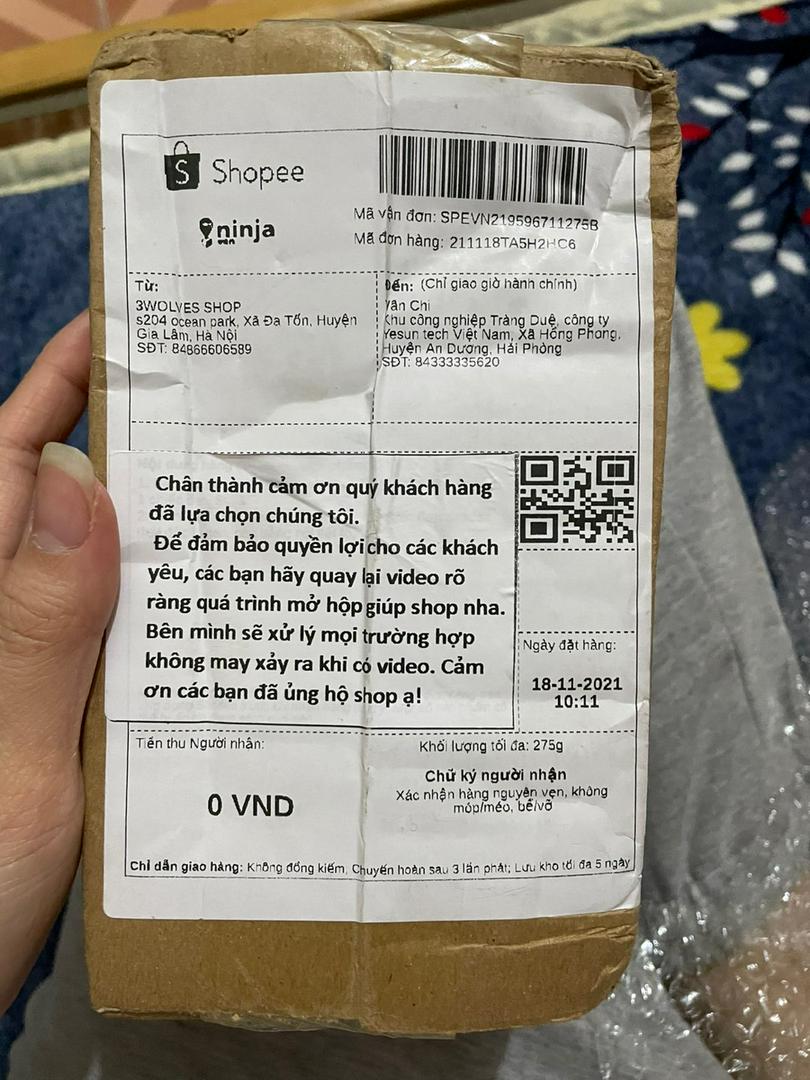 Shopee
ninja
van
Mã vận đơn: SPEVN219596711275B
Mã đơn hàng: 211118TA5H2HC6
Từ:
3WOLVES SHOP
s204 ocean park, Xã Đa Tốn, Huyện
Gia Lâm, Hà Nội
SĐT: 84866606589
Đến: (Chỉ giao giờ hành chính)
Văn Chi
Khu công nghiệp Tràng Duệ, công ty
Yesun tech Việt Nam, Xã Hồng Phong,
Huyện An Dương, Hải Phòng
SĐT: 84333335620
Chân thành cảm ơn quý khách hàng
đã lựa chọn chúng tôi.
Để đảm bảo quyền lợi cho các khách
yêu, các bạn hãy quay lại video rõ
ràng quá trình mở hộp giúp shop nha.
Bên mình sẽ xử lý mọi trường hợp
không may xảy ra khi có video. Cảm
ơn các bạn đã ủng hộ shop ạ!
Ngày đặt hàng:
18-11-2021
10:11
Tiền thu Người nhận:
0 VND
Khối lượng tối đa: 275g
Chữ ký người nhận
Xác nhận hàng nguyên vẹn, không
móp/méo, bể/vỡ
Chỉ dẫn giao hàng: Không đồng kiểm; Chuyển hoàn sau 3 lần phát; Lưu kho tối đa 5 ngày